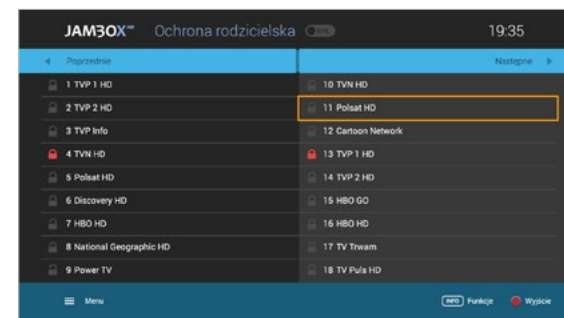 JAMBOX Ochrona rodzicielska 19:35
Poprzednie Następne
1 TVP 1 HD
2 TVP 2 HD
3 TVP Info
4 TVN HD
5 Polsat HD
6 Discovery HD
7 HBO HD
8 National Geographic HD
9 Power TV
10 TVN HD
11 Polsat HD
12 Cartoon Network
13 TVP 1 HD
14 TVP 2 HD
15 HBO GO
16 HBO HD
17 TV Trwam
18 TV Puls HD
Menu INFO Funkcje Wyjście